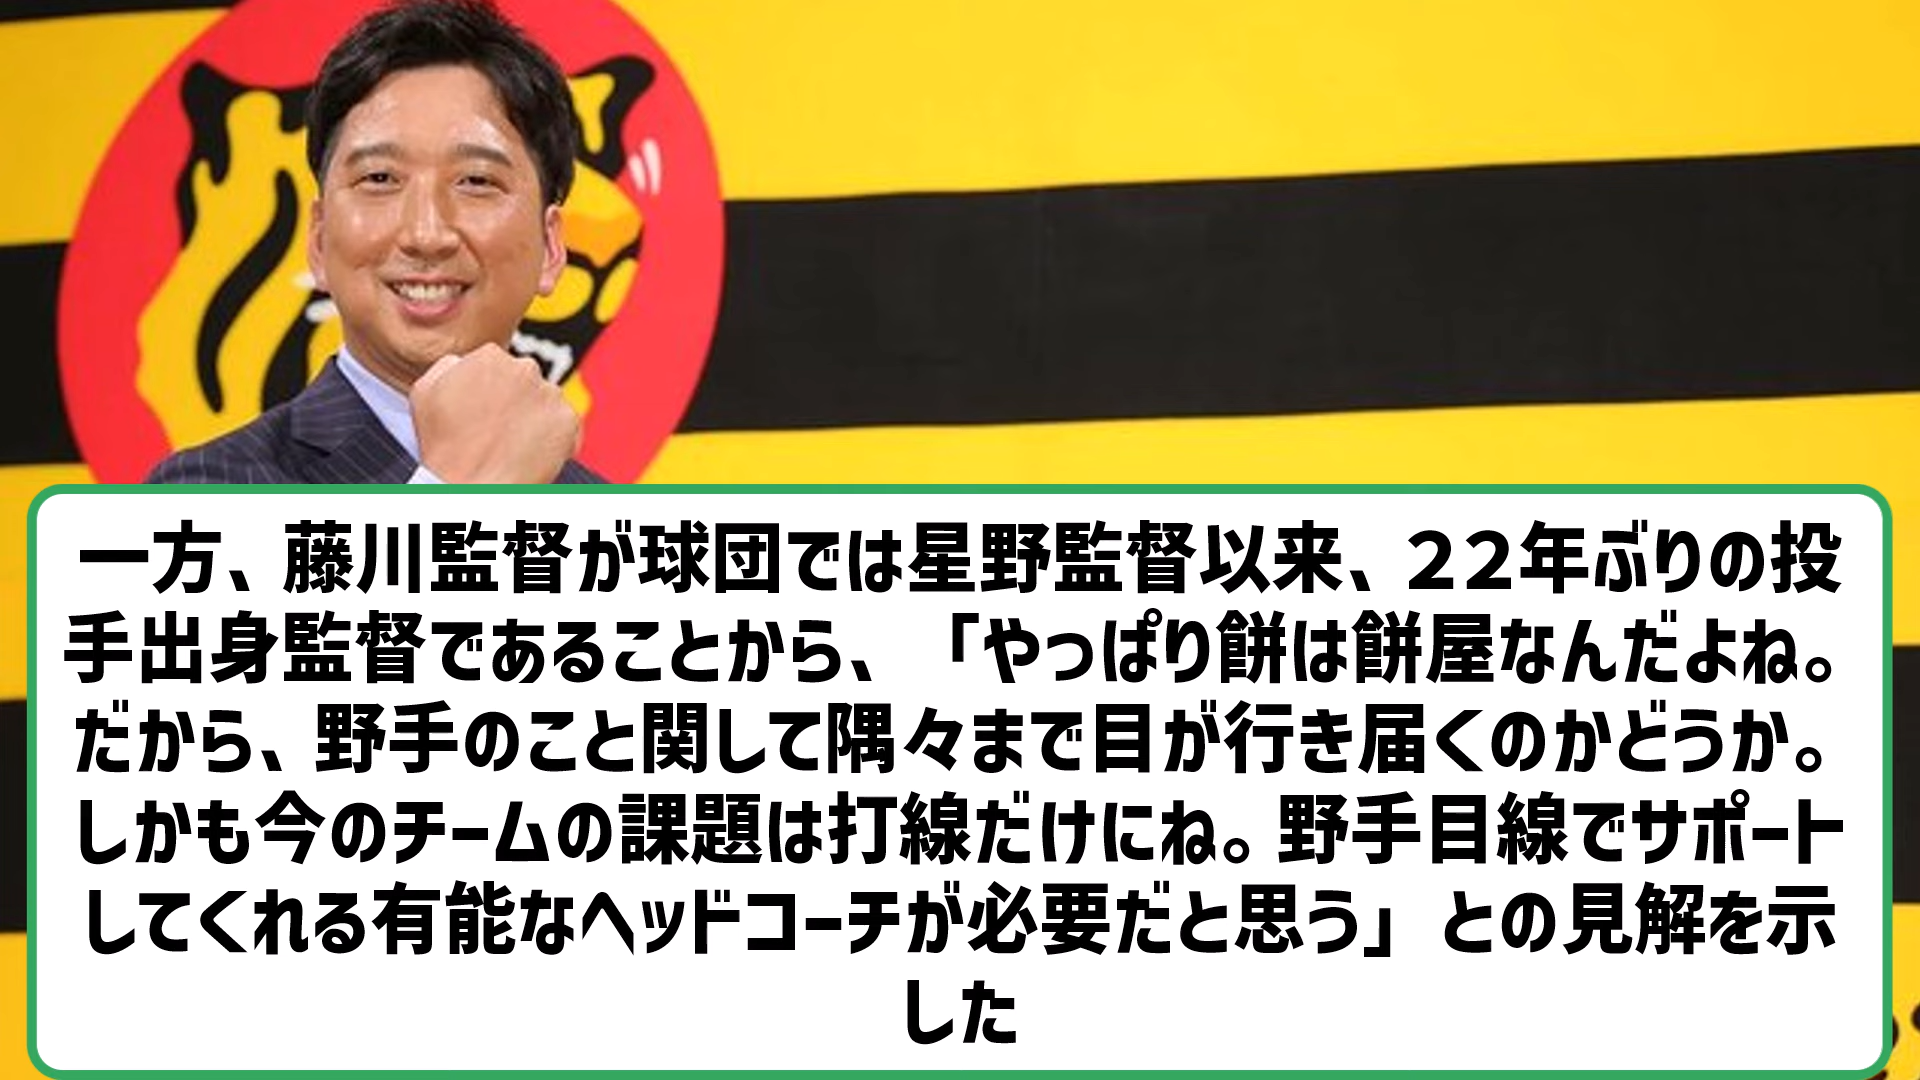 一方、藤川監督が球団では星野監督以来、２２年ぶりの投
手出身監督であることから、「やっぱり餅は餅屋なんだよね。
だから、野手のこと関して隅々まで目が行き届くのかどうか。
しかも今のチームの課題は打線だけにね。野手目線でサポート
してくれる有能なヘッドコーチが必要だと思う」との見解を示
した